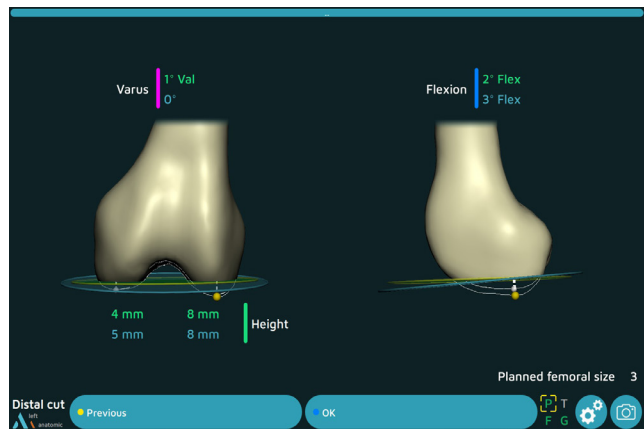 Varus
1° Val
0°
Flexion
2° Flex
3° Flex
4 mm 8 mm
5 mm 8 mm
Height
Planned femoral size 3
Distal cut
left
anatomic
Previous
OK
P T
F G